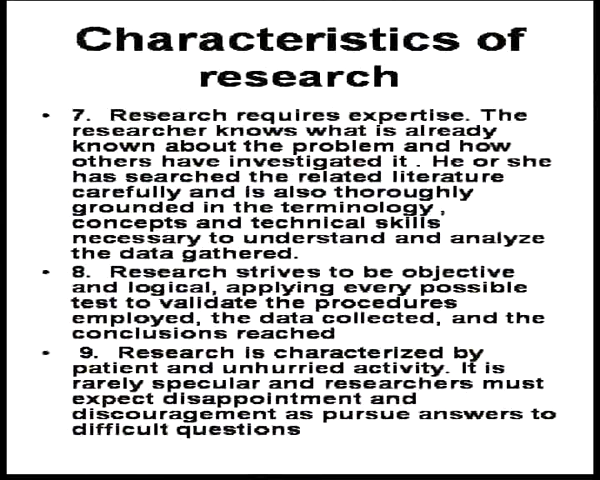 Characteristics of
research
• 7. Research requires expertise. The
researcher knows what is already
known about the problem and how
others have investigated it . He or she
has searched the related literature
carefully and is also thoroughly
grounded in the terminology ,
concepts and technical skills
necessary to understand and analyze
the data gathered.
• 8. Research strives to be objective
and logical, applying every possible
test to validate the procedures
employed, the data collected, and the
conclusions reached
• 9. Research is characterized by
patient and unhurried activity. It is
rarely specular and researchers must
expect disappointment and
discouragement as pursue answers to
difficult questions